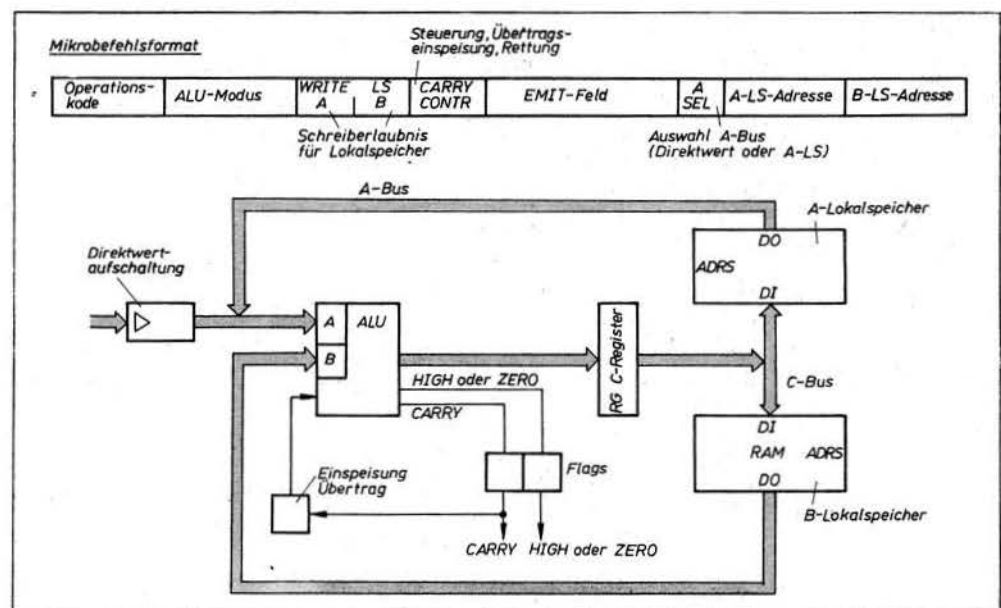 Steuerung, Übertrags-
einspeisung, Rettung
Mikrobefehlsformat
Operations-
kode
ALU-Modus
WRITE LS
A B
CARRY
CONTR
EMIT-Feld
A
SEL
A-LS-Adresse
B-LS-Adresse
Schreiberlaubnis
für Lokalspeicher
Auswahl A-Bus
(Direktwert oder A-LS)
A-Bus
A-Lokalspeicher
Direktwert-
aufschaltung
DO
ADRS
DI
A ALU
B
RG C-Register
HIGH oder ZERO
CARRY
C-Bus
DI
RAM ADRS
DO
Flags
Einspeisung
Übertrag
B-Lokalspeicher
CARRY HIGH oder ZERO